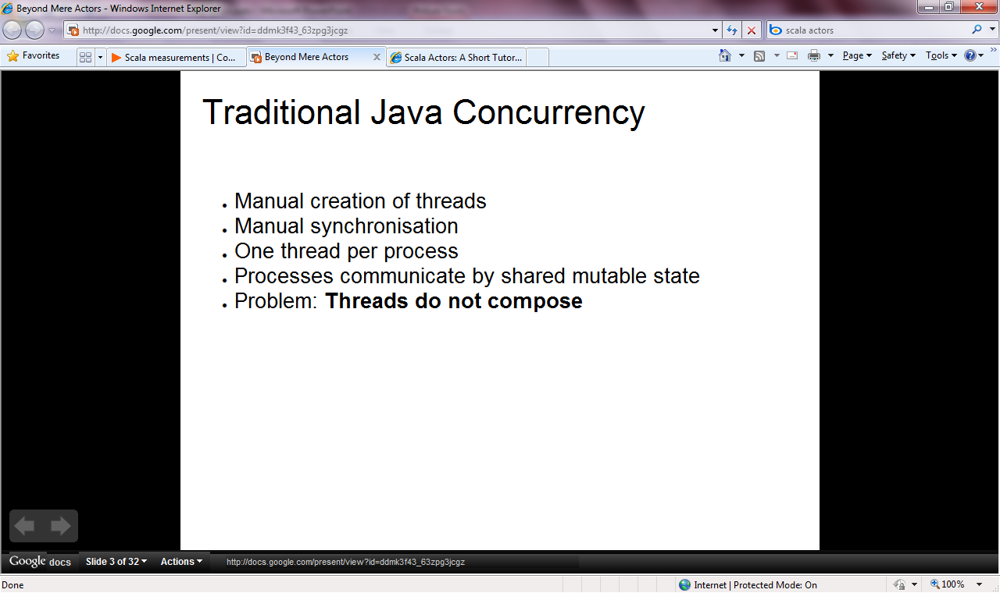 Beyond Mere Actors - Windows Internet Explorer
http://docs.google.com/present/view?id=ddmk3f43_63zpg3jcgz
scala actors
Favorites
Scala measurements | Co...
Beyond Mere Actors
Scala Actors: A Short Tutor...
Page
Safety
Tools
Traditional Java Concurrency
• Manual creation of threads
• Manual synchronisation
• One thread per process
• Processes communicate by shared mutable state
• Problem: Threads do not compose
Google docs
Slide 3 of 32
Actions
http://docs.google.com/present/view?id=ddmk3f43_63zpg3jcgz
Done
Internet | Protected Mode: On
100%